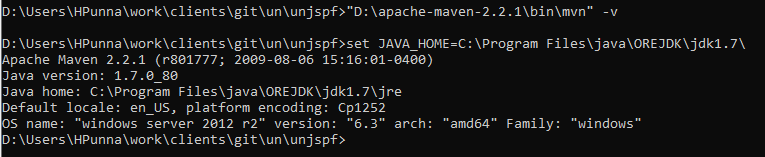 D:\Users\HPunna\work\clients\git\un\unjspf>"D:\apache-maven-2.2.1\bin\mvn" -v
D:\Users\HPunna\work\clients\git\un\unjspf>set JAVA_HOME=C:\Program Files\java\OREJDK\jdk1.7\
Apache Maven 2.2.1 (r801777; 2009-08-06 15:16:01-0400)
Java version: 1.7.0_80
Java home: C:\Program Files\java\OREJDK\jdk1.7\jre
Default locale: en_US, platform encoding: Cp1252
OS name: "windows server 2012 r2" version: "6.3" arch: "amd64" Family: "windows"
D:\Users\HPunna\work\clients\git\un\unjspf>